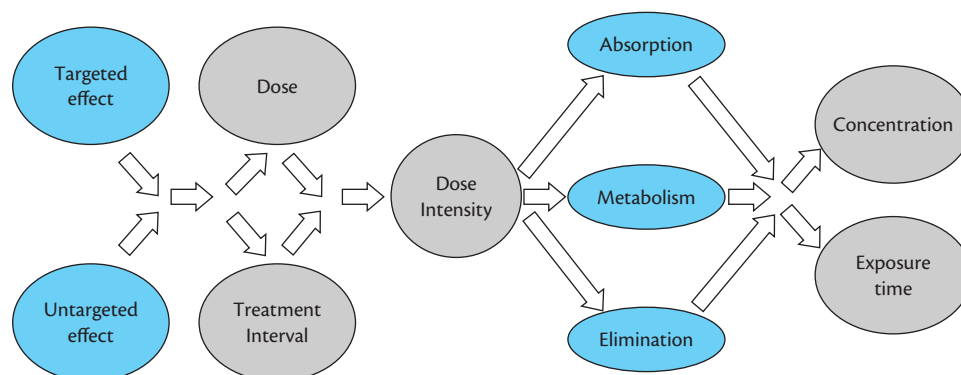 Targeted
effect
Untargeted
effect
Dose
Treatment
Interval
Dose
Intensity
Absorption
Metabolism
Elimination
Concentration
Exposure
time